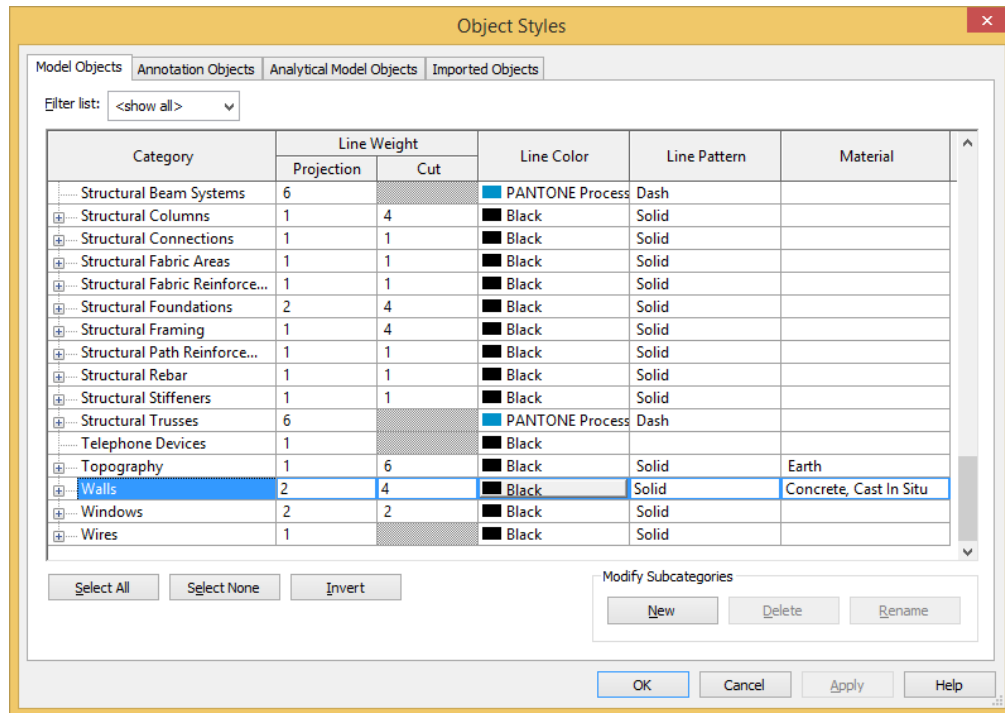 Object Styles
Model Objects Annotation Objects Analytical Model Objects Imported Objects
Filter list: <show all>
Category Line Weight Line Color Line Pattern Material
Projection Cut
Structural Beam Systems 6 PANTONE Process Dash
Structural Columns 1 4 Black Solid
Structural Connections 1 1 Black Solid
Structural Fabric Areas 1 1 Black Solid
Structural Fabric Reinforce... 1 1 Black Solid
Structural Foundations 2 4 Black Solid
Structural Framing 1 4 Black Solid
Structural Path Reinforce... 1 1 Black Solid
Structural Rebar 1 1 Black Solid
Structural Stiffeners 1 1 Black Solid
Structural Trusses 6 PANTONE Process Dash
Telephone Devices 1 Black
Topography 1 6 Black Solid Earth
Walls 2 4 Black Solid Concrete, Cast In Situ
Windows 2 2 Black Solid
Wires 1 Black Solid
Modify Subcategories
Select All Select None Invert
New Delete Rename
OK Cancel Apply Help